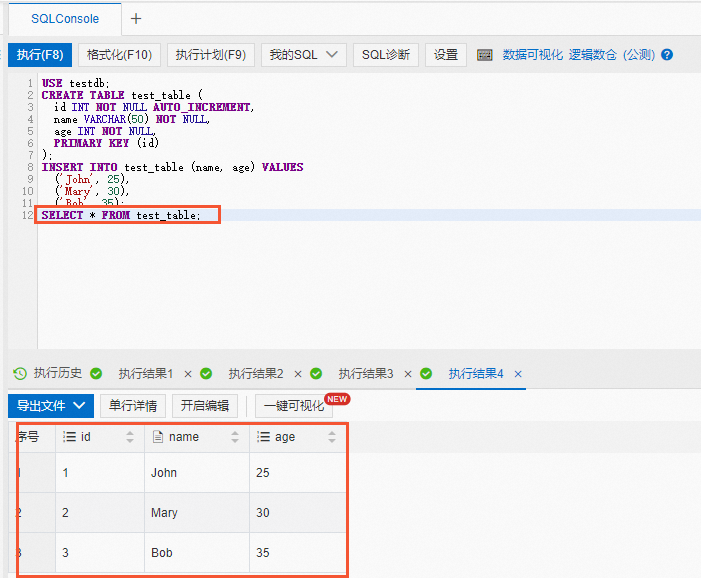 SQLConsole +
执行(F8) 格式化(F10) 执行计划(F9) 我的SQL SQL诊断 设置 数据可视化 逻辑数仓 (公测) ?
1 USE testdb;
2 CREATE TABLE test_table (
3 id INT NOT NULL AUTO_INCREMENT,
4 name VARCHAR(50) NOT NULL,
5 age INT NOT NULL,
6 PRIMARY KEY (id)
7 );
8 INSERT INTO test_table (name, age) VALUES
9 ('John', 25),
10 ('Mary', 30),
11 ('Bob', 35);
12 SELECT * FROM test_table;
执行历史 执行结果1 × 执行结果2 × 执行结果3 × 执行结果4 ×
导出文件 单行详情 开启编辑 一键可视化 NEW
序号 id name age
1 1 John 25
2 2 Mary 30
3 3 Bob 35